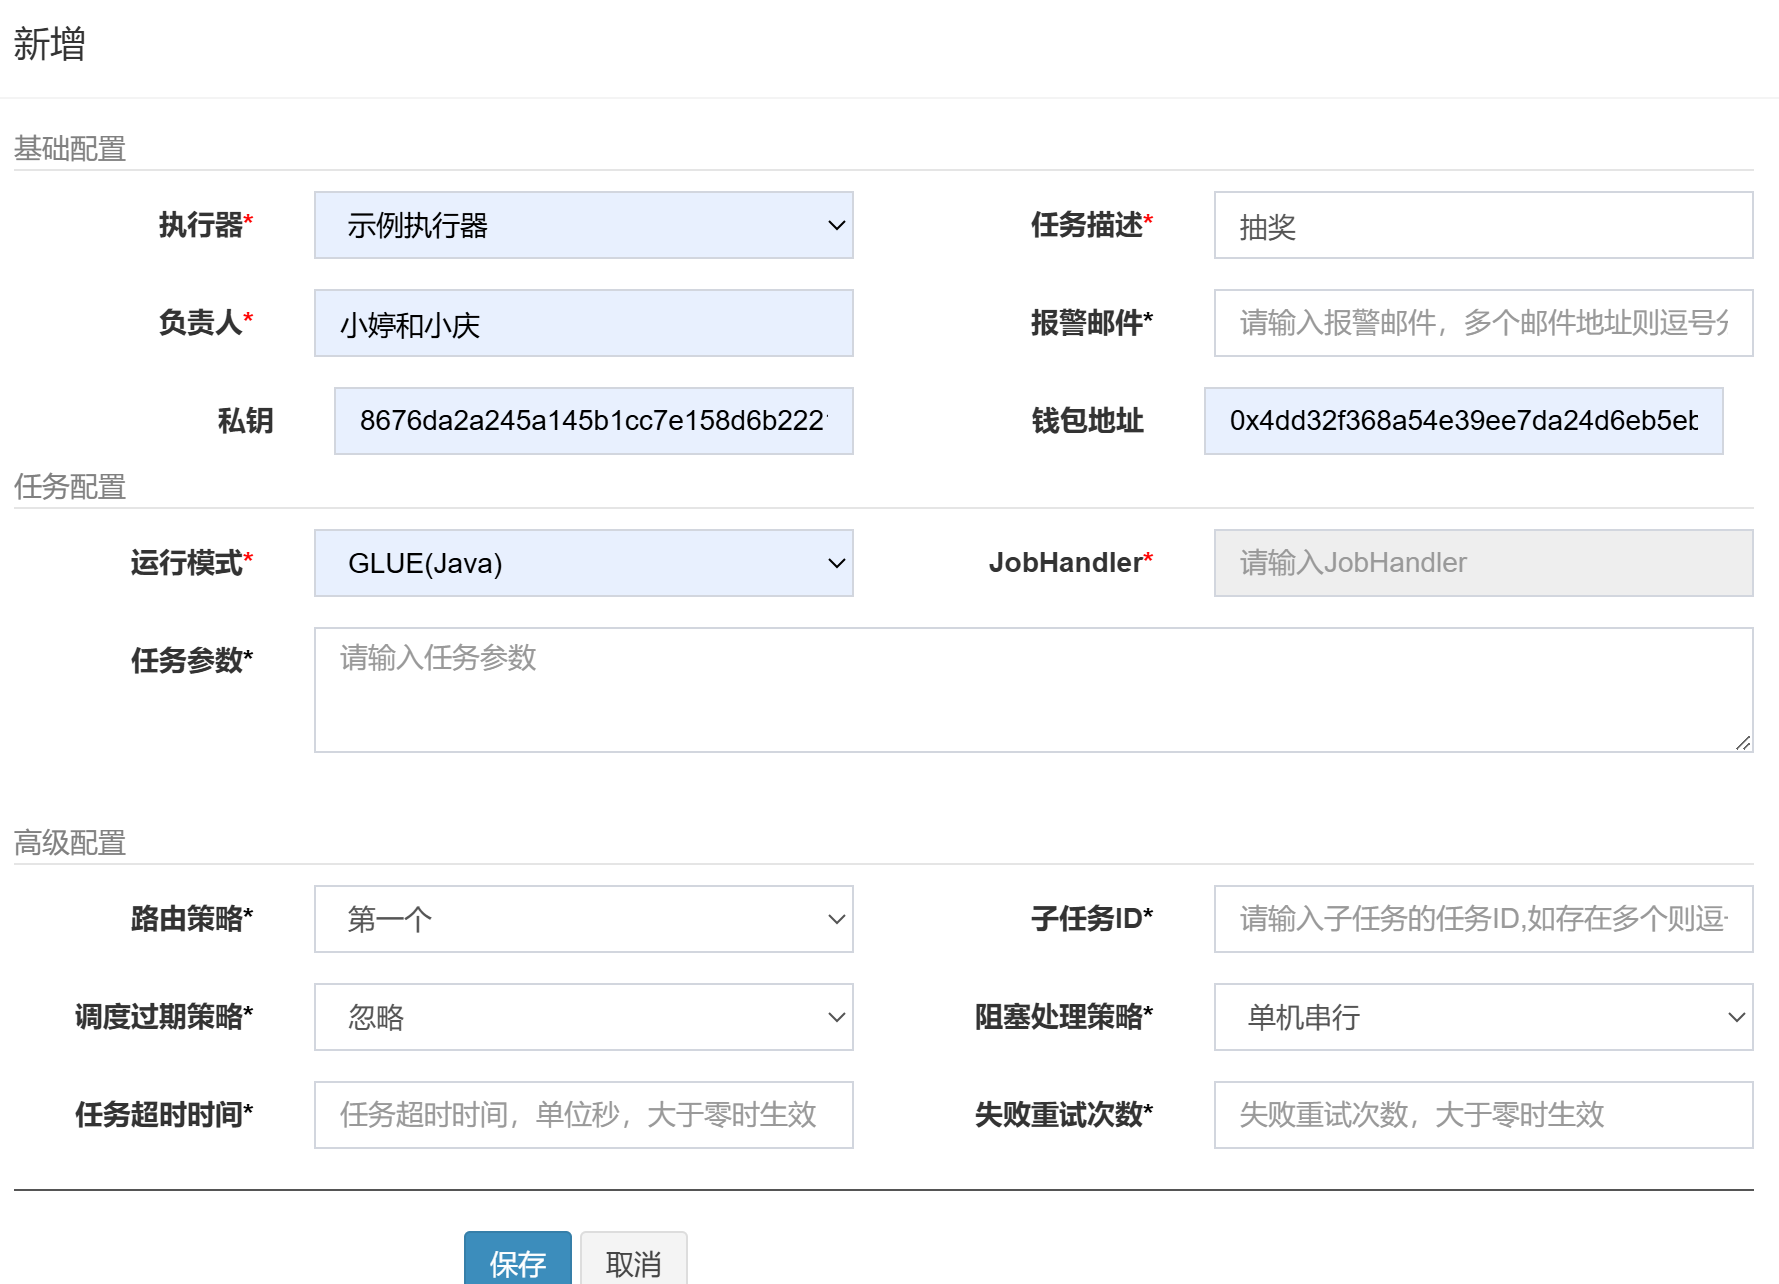 新增
基础配置
执行器* 示例执行器 任务描述* 抽奖
负责人* 小婷和小庆 报警邮件* 请输入报警邮件，多个邮件地址则逗号分
私钥 8676da2a245a145b1cc7e158d6b222 钱包地址 0x4dd32f368a54e39ee7da24d6eb5eb
任务配置
运行模式* GLUE(Java) JobHandler* 请输入JobHandler
任务参数* 请输入任务参数
高级配置
路由策略* 第一个 子任务ID* 请输入子任务的任务ID,如存在多个则逗
调度过期策略* 忽略 阻塞处理策略* 单机串行
任务超时时间* 任务超时时间，单位秒，大于零时生效 失败重试次数* 失败重试次数，大于零时生效
保存 取消